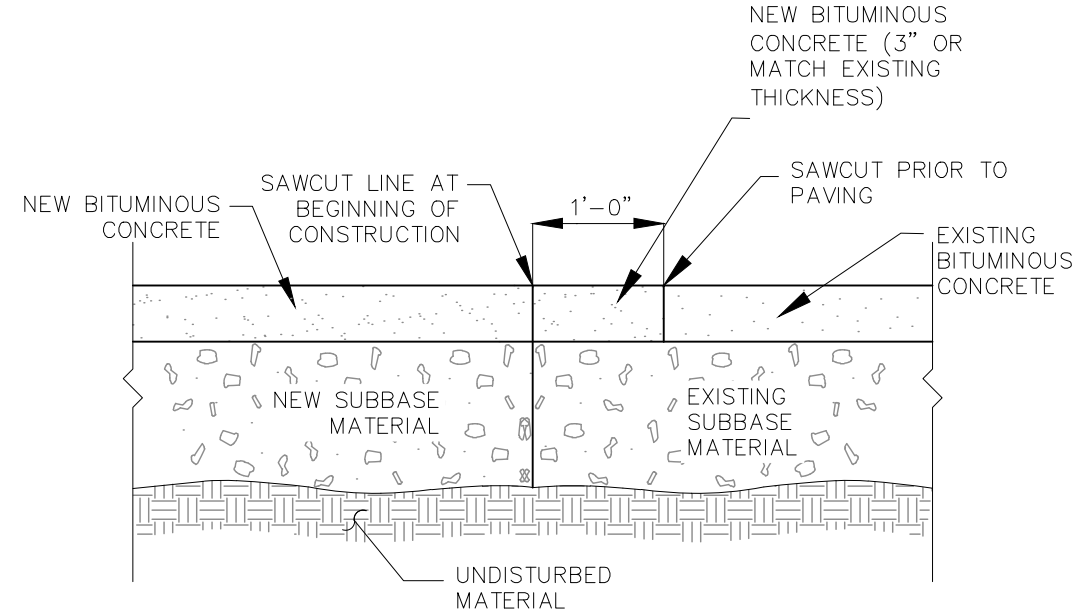 NEW BITUMINOUS
CONCRETE (3” OR
MATCH EXISTING
THICKNESS)
SAWCUT PRIOR TO
PAVING
SAWCUT LINE AT
BEGINNING OF
CONSTRUCTION
1’-0”
NEW BITUMINOUS
CONCRETE
EXISTING
BITUMINOUS
CONCRETE
NEW SUBBASE
MATERIAL
EXISTING
SUBBASE
MATERIAL
UNDISTURBED
MATERIAL